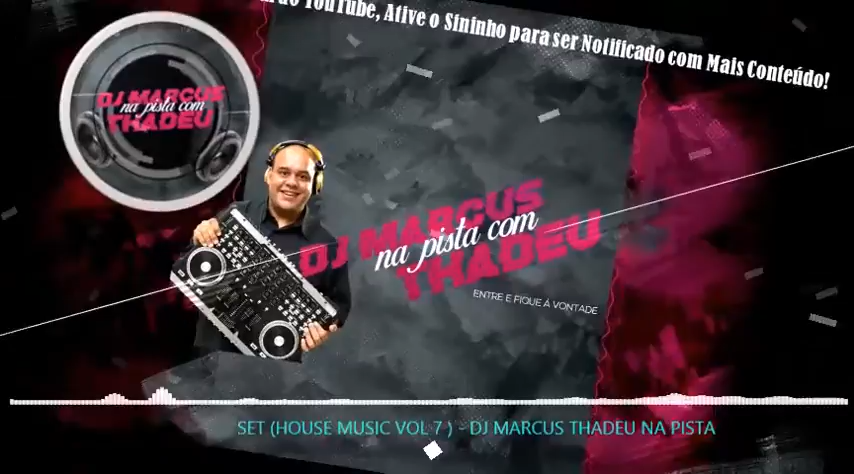 YouTube, Ative o Sininho para ser Notificado com Mais Conteúdo!
DJ MARCUS
na pista com
THADEU
DJ MARCUS
na pista com
THADEU
ENTRE E FIQUE Á VONTADE
SET (HOUSE MUSIC VOL 7 ) - DJ MARCUS THADEU NA PISTA